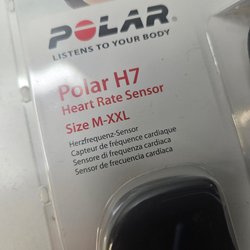 POLAR
LISTENS TO YOUR BODY
Polar H7
Heart Rate Sensor
Size M-XXL
Herzfrequenz-Sensor
Capteur de fréquence cardiaque
Sensore di frequenza cardiaca
Sensor de frecuencia cardíaca